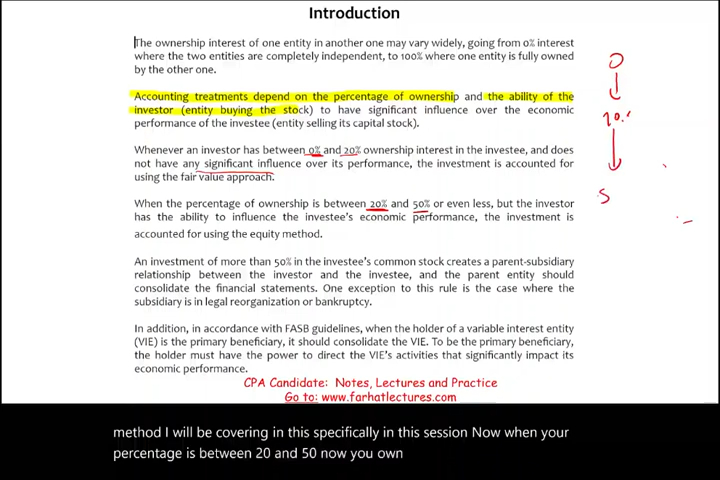 Introduction
The ownership interest of one entity in another one may vary widely, going from 0% interest
where the two entities are completely independent, to 100% where one entity is fully owned
by the other one.
Accounting treatments depend on the percentage of ownership and the ability of the
investor (entity buying the stock) to have significant influence over the economic
performance of the investee (entity selling its capital stock).
Whenever an investor has between 0% and 20% ownership interest in the investee, and does
not have any significant influence over its performance, the investment is accounted for
using the fair value approach.
When the percentage of ownership is between 20% and 50% or even less, but the investor
has the ability to influence the investee's economic performance, the investment is
accounted for using the equity method.
An investment of more than 50% in the investee's common stock creates a parent-subsidiary
relationship between the investor and the investee, and the parent entity should
consolidate the financial statements. One exception to this rule is the case where the
subsidiary is in legal reorganization or bankruptcy.
In addition, in accordance with FASB guidelines, when the holder of a variable interest entity
(VIE) is the primary beneficiary, it should consolidate the VIE. To be the primary beneficiary,
the holder must have the power to direct the VIE's activities that significantly impact its
economic performance.
CPA Candidate: Notes, Lectures and Practice
Go to: www.farhatlectures.com
0
S
method I will be covering in this specifically in this session Now when your
percentage is between 20 and 50 now you own